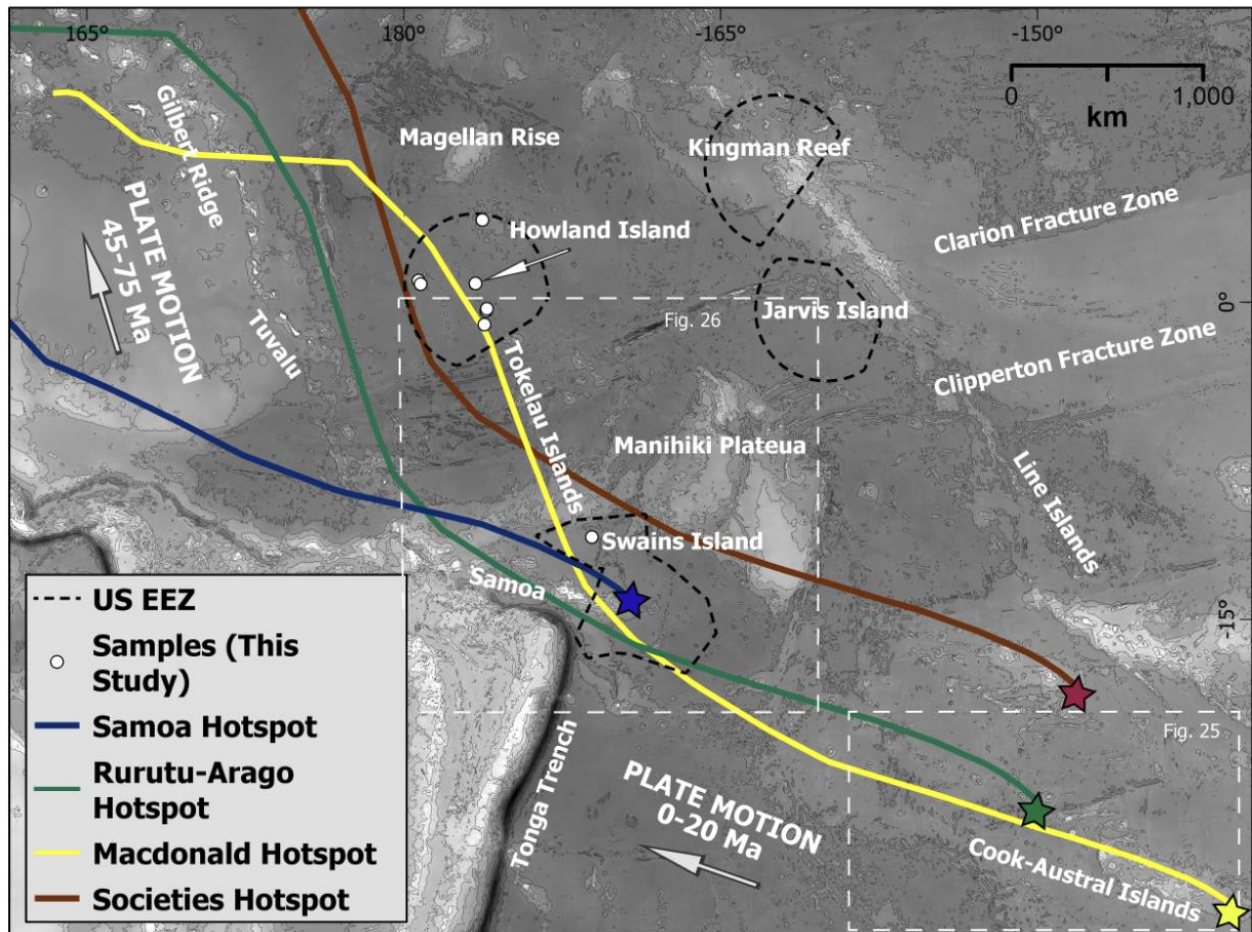 165°
180°
-165°
-150°
0
1,000
km
Gilbert Ridge
Magellan Rise
Kingman Reef
PLATE MOTION
45-75 Ma
Howland Island
Clarion Fracture Zone
0°
Tuvalu
Fig. 26
Jarvis Island
Clipperton Fracture Zone
Tokelau Islands
Manihiki Plateua
Line Islands
Swains Island
Samoa
-15°
US EEZ
Samples (This
Study)
Samoa Hotspot
Rurutu-Arago
Hotspot
Macdonald Hotspot
Societies Hotspot
Tonga Trench
PLATE MOTION
0-20 Ma
Fig. 25
Cook-Austral Islands